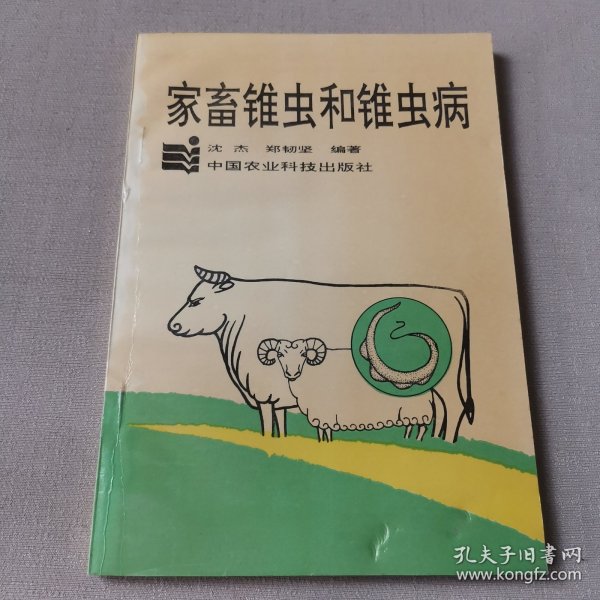 家畜锥虫和锥虫病
沈杰 郑韧坚 编著
中国农业科技出版社
孔夫子旧书网
www.kongfz.com